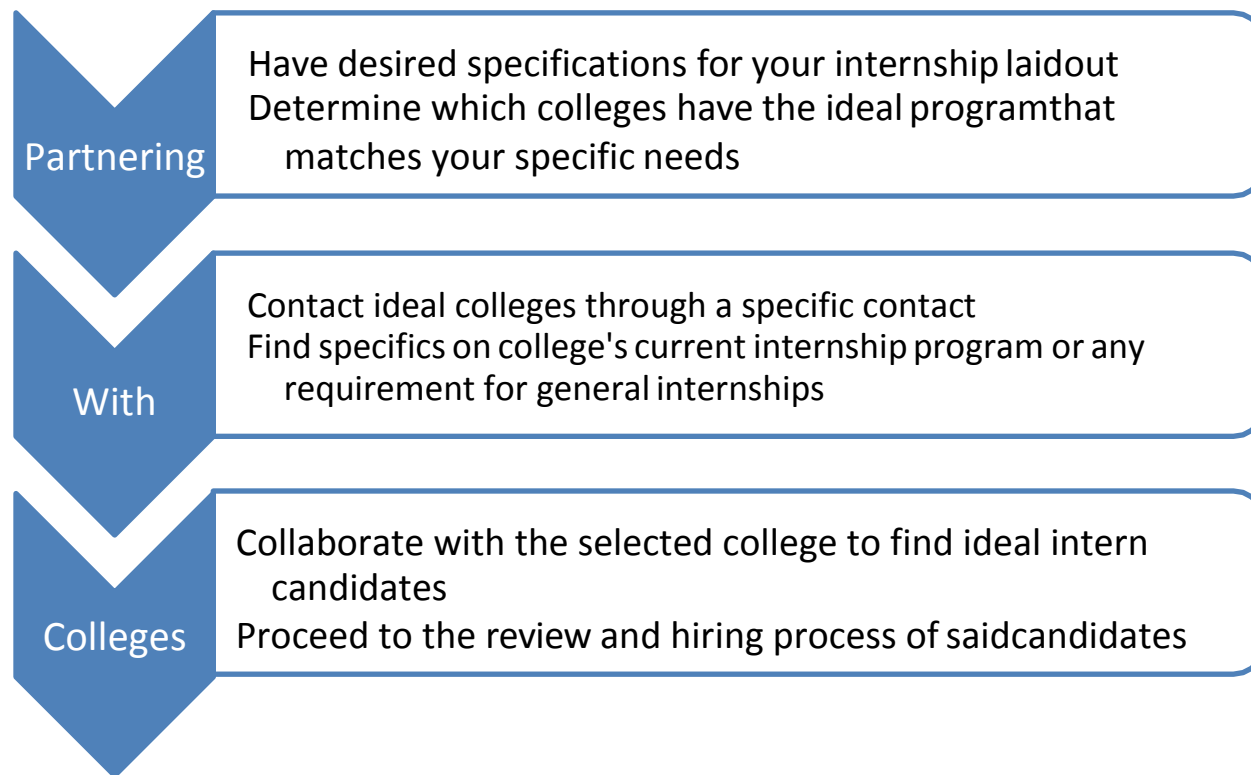 Partnering
Have desired specifications for your internship laidout
Determine which colleges have the ideal programthat
matches your specific needs
With
Contact ideal colleges through a specific contact
Find specifics on college's current internship program or any
requirement for general internships
Colleges
Collaborate with the selected college to find ideal intern
candidates
Proceed to the review and hiring process of saidcandidates